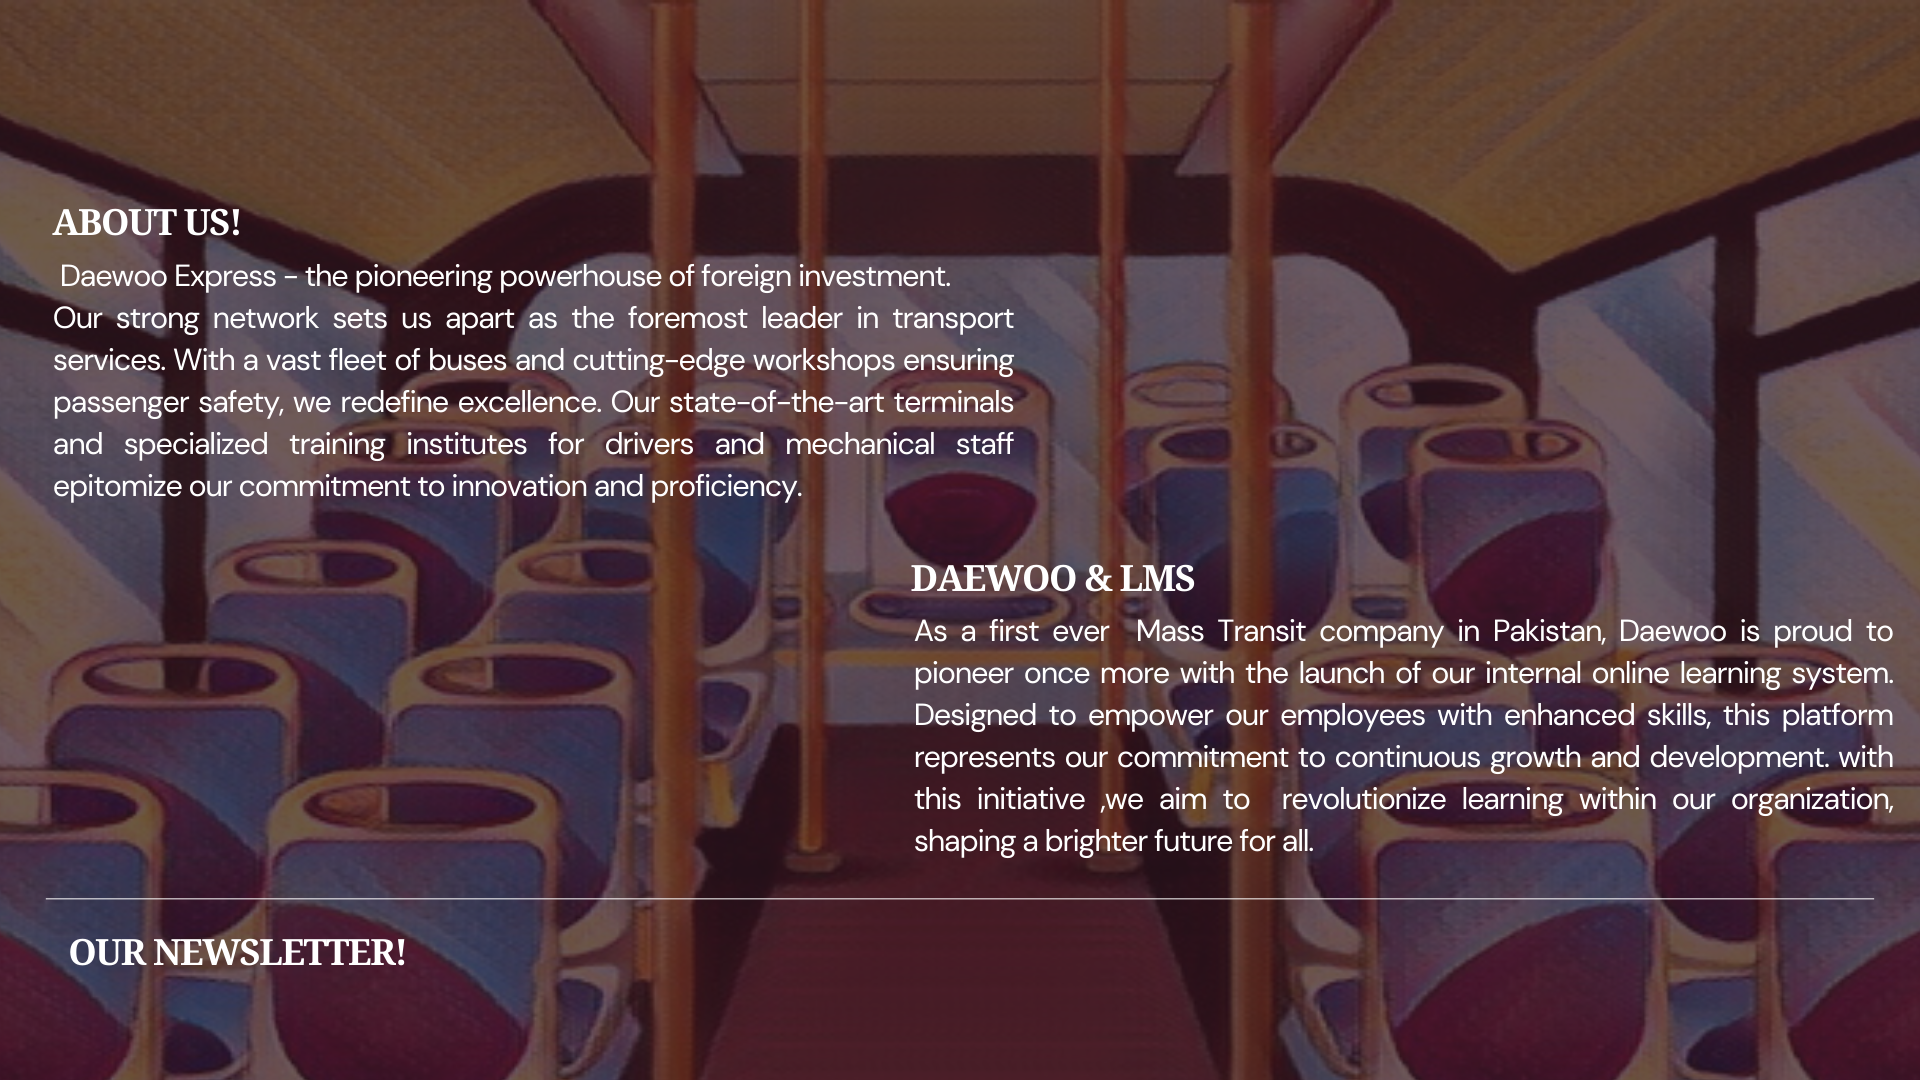 ABOUT US!
Daewoo Express - the pioneering powerhouse of foreign investment.
Our strong network sets us apart as the foremost leader in transport
services. With a vast fleet of buses and cutting-edge workshops ensuring
passenger safety, we redefine excellence. Our state-of-the-art terminals
and specialized training institutes for drivers and mechanical staff
epitomize our commitment to innovation and proficiency.
DAEWOO & LMS
As a first ever  Mass Transit company in Pakistan, Daewoo is proud to
pioneer once more with the launch of our internal online learning system.
Designed to empower our employees with enhanced skills, this platform
represents our commitment to continuous growth and development. with
this initiative ,we aim to  revolutionize learning within our organization,
shaping a brighter future for all.
OUR NEWSLETTER!